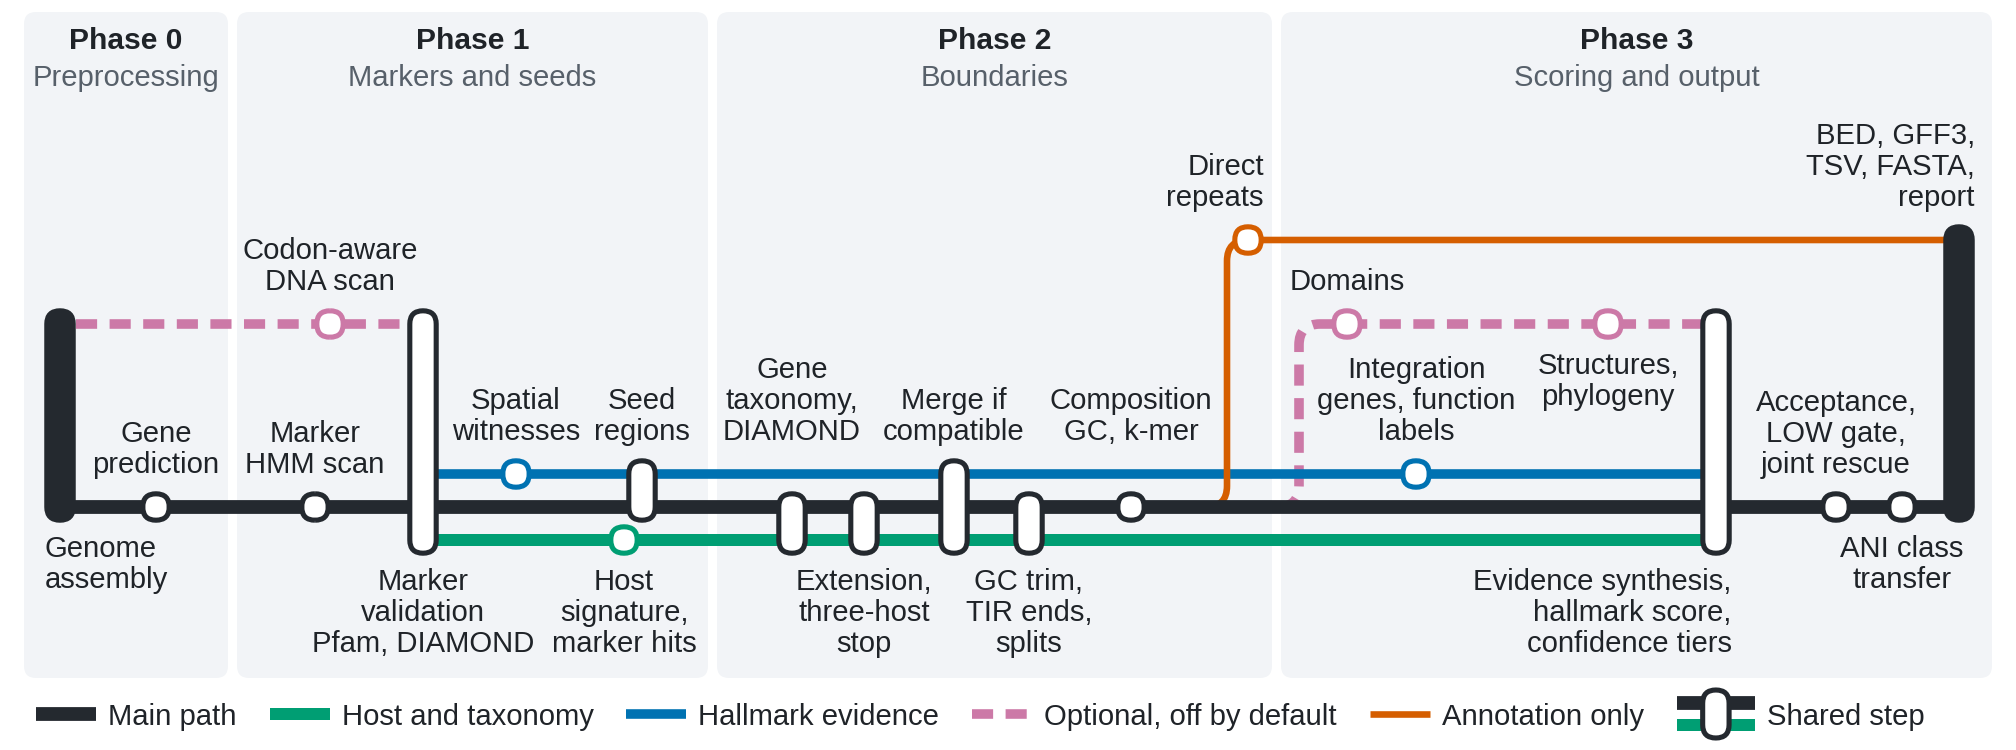 Phase 0
Preprocessing
Phase 1
Markers and seeds
Phase 2
Boundaries
Phase 3
Scoring and output
BED, GFF3,
TSV, FASTA,
report
Direct
repeats
Codon-aware
DNA scan
Domains
Gene
prediction
Marker
HMM scan
Spatial
witnesses
Seed
regions
Gene
taxonomy,
DIAMOND
Merge if
compatible
Composition
GC, k-mer
Integration
genes, function
labels
Structures,
phylogeny
Acceptance,
LOW gate,
joint rescue
Genome
assembly
Marker
validation
Pfam, DIAMOND
Host
signature,
marker hits
Extension,
three-host
stop
GC trim,
TIR ends,
splits
Evidence synthesis,
hallmark score,
confidence tiers
ANI class
transfer
Main path
Host and taxonomy
Hallmark evidence
Optional, off by default
Annotation only
Shared step